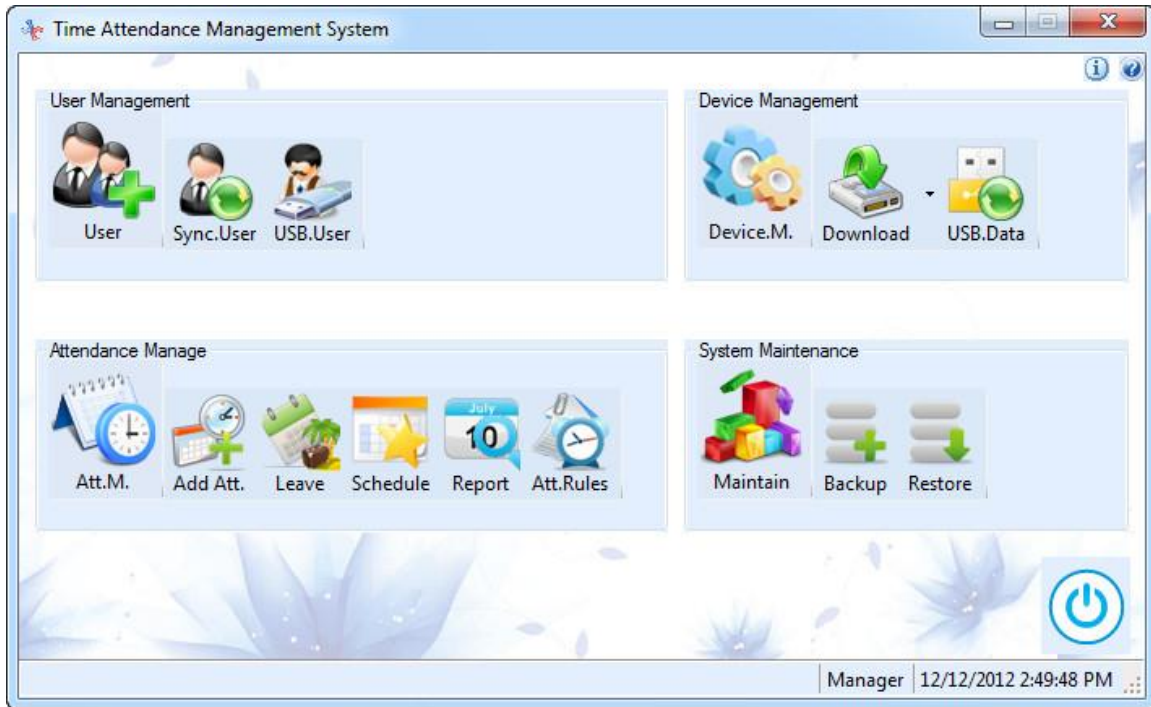 Time Attendance Management System
User Management
User
Sync.User
USB.User
Device Management
Device.M.
Download
USB.Data
Attendance Manage
Att.M.
Add Att.
Leave
Schedule
July
10
Report
Att.Rules
System Maintenance
Maintain
Backup
Restore
Manager
12/12/2012 2:49:48 PM